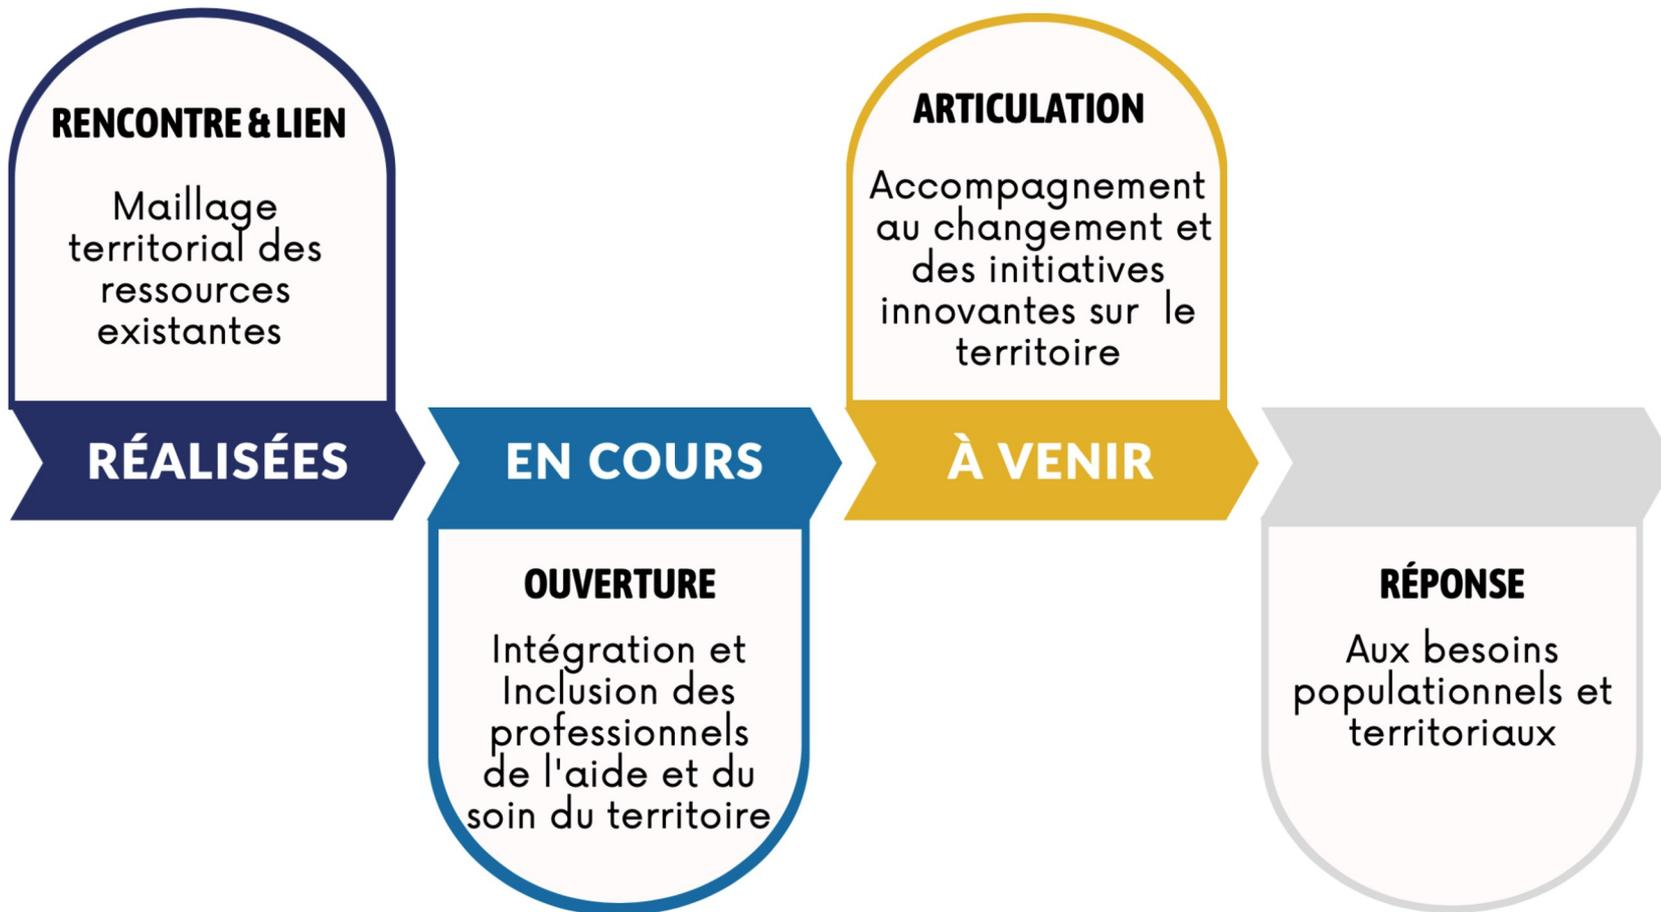 RENCONTRE & LIEN
Maillage
territorial des
ressources
existantes
RÉALISÉES
EN COURS
OUVERTURE
Intégration et
Inclusion des
professionnels
de l'aide et du
soin du territoire
ARTICULATION
Accompagnement
au changement et
des initiatives
innovantes sur le
territoire
À VENIR
RÉPONSE
Aux besoins
populationnels et
territoriaux